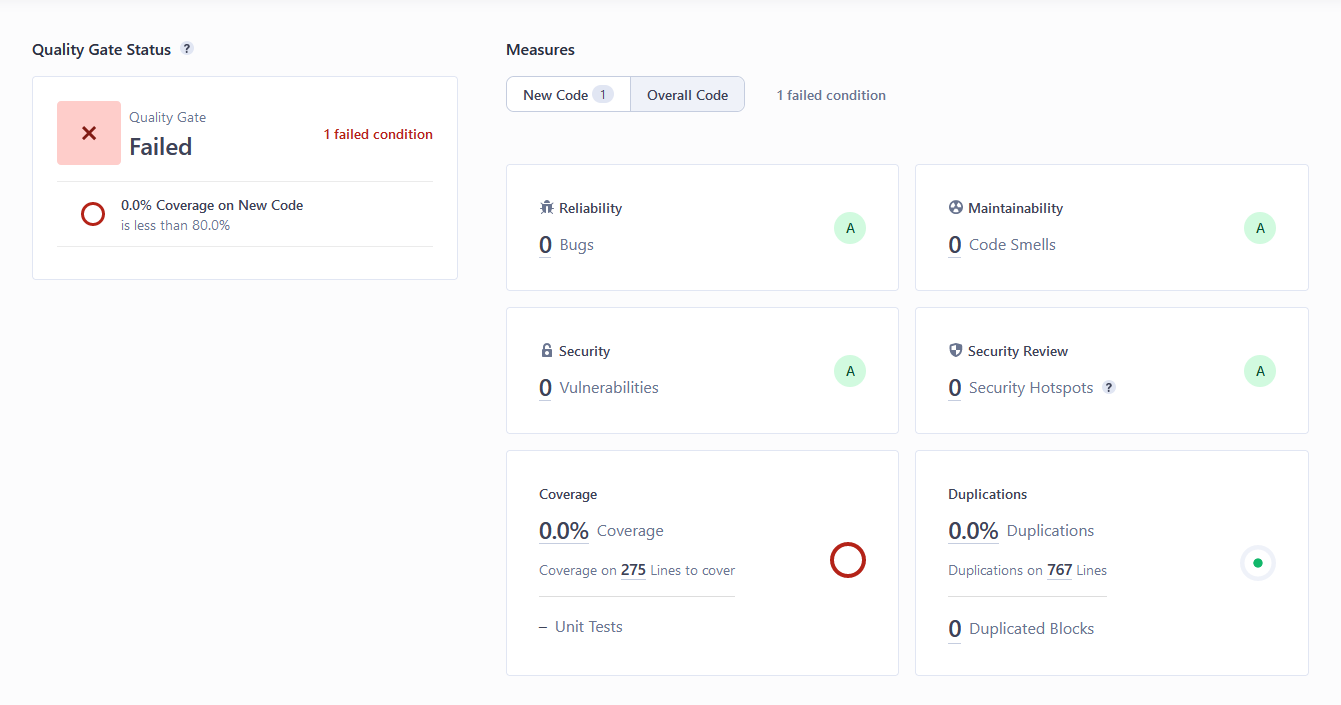 Quality Gate Status ?
Quality Gate
Failed
1 failed condition
0.0% Coverage on New Code
is less than 80.0%
Measures
New Code 1 Overall Code 1 failed condition
Reliability
0 Bugs
A
Maintainability
0 Code Smells
A
Security
0 Vulnerabilities
A
Security Review
0 Security Hotspots ?
A
Coverage
0.0% Coverage
Coverage on 275 Lines to cover
– Unit Tests
Duplications
0.0% Duplications
Duplications on 767 Lines
0 Duplicated Blocks